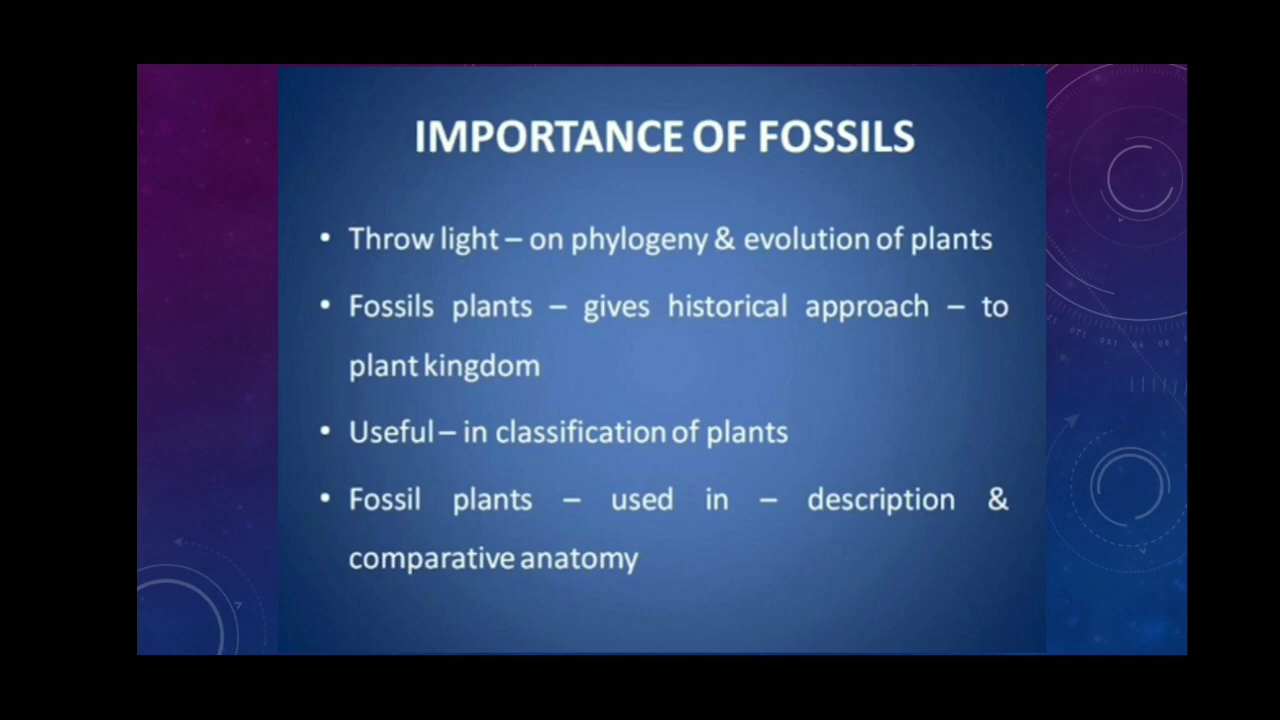 IMPORTANCE OF FOSSILS
• Throw light – on phylogeny & evolution of plants
• Fossils plants – gives historical approach – to
plant kingdom
• Useful – in classification of plants
• Fossil plants – used in – description &
comparative anatomy